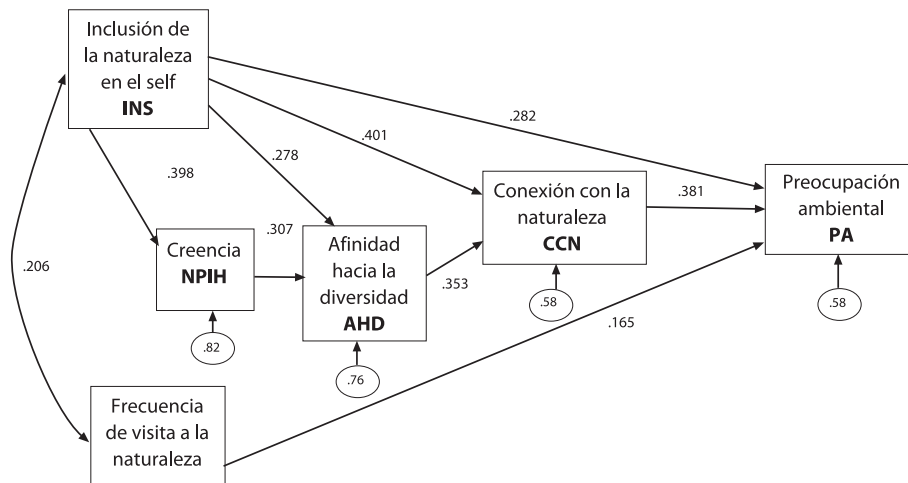 Inclusión de
la naturaleza
en el self
INS
.282
.401
.278
.398
.307
.206
Creencia
NPIH
.82
Afinidad
hacia la
diversidad
AHD
.76
.353
Conexión con la
naturaleza
CCN
.58
.381
Preocupación
ambiental
PA
.58
.165
Frecuencia
de visita a la
naturaleza